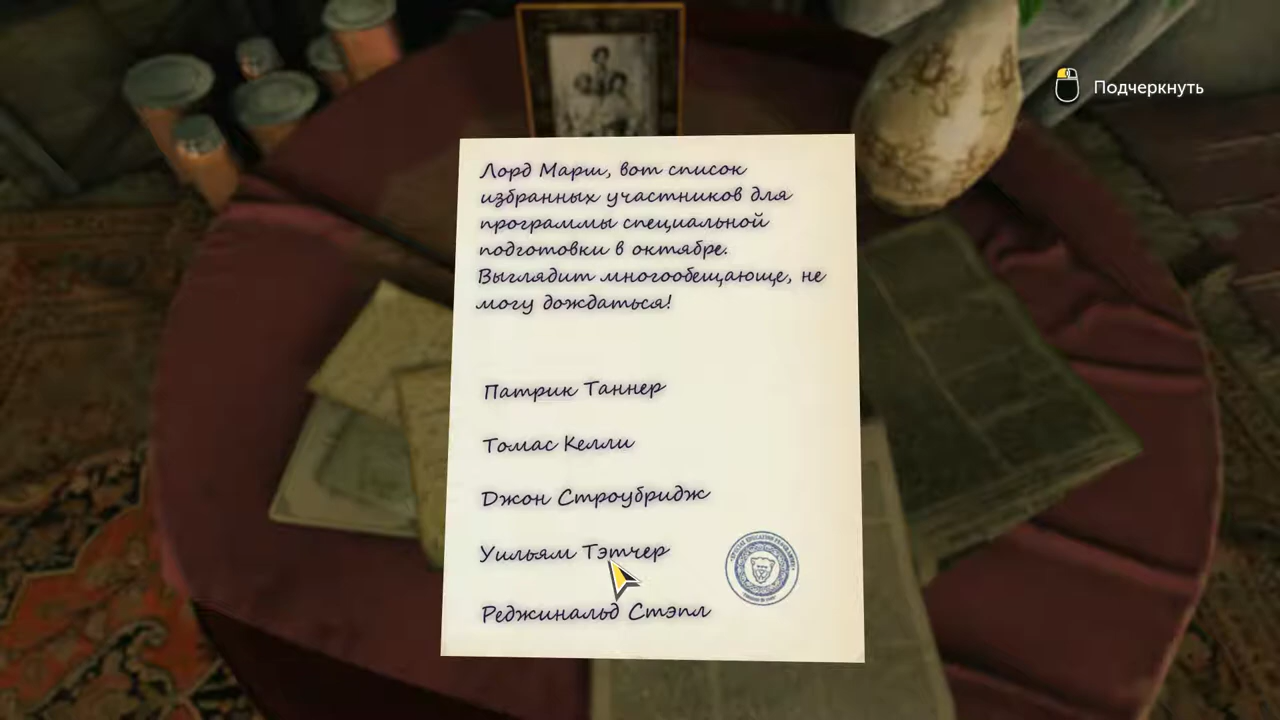 Подчеркнуть
Лорд Марш, вот список
избранных участников для
программы специальной
подготовки в октябре.
Выглядит многообещающе, не
могу дождаться!
Патрик Таннер
Томас Келли
Джон Строубридж
Уильям Тэтчер
Реджинальд Стэпл